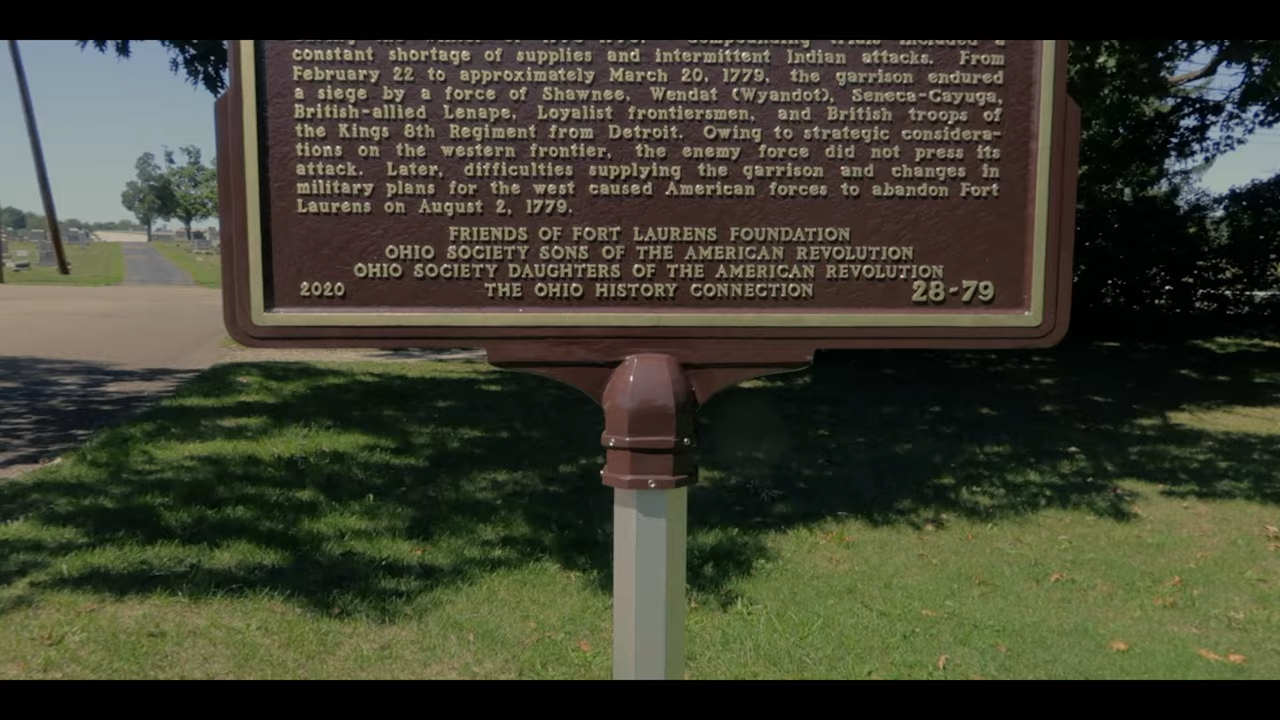 constant shortage of supplies and intermittent Indian attacks. From
February 22 to approximately March 20, 1779, the garrison endured
a siege by a force of Shawnee, Wendat (Wyandot), Seneca-Cayuga,
British-allied Lenape, Loyalist frontiersmen, and British troops of
the Kings 8th Regiment from Detroit. Owing to strategic considera-
tions on the western frontier, the enemy force did not press its
attack. Later, difficulties supplying the garrison and changes in
military plans for the west caused American forces to abandon Fort
Laurens on August 2, 1779.
FRIENDS OF FORT LAURENS FOUNDATION
OHIO SOCIETY SONS OF THE AMERICAN REVOLUTION
OHIO SOCIETY DAUGHTERS OF THE AMERICAN REVOLUTION
2020 THE OHIO HISTORY CONNECTION 28-79